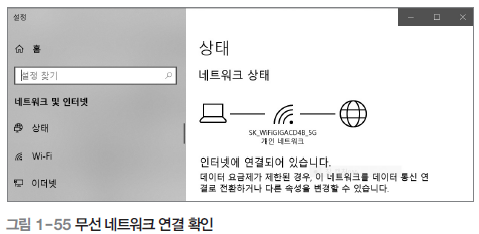 설정
홈
설정 찾기
네트워크 및 인터넷
상태
Wi-Fi
이더넷
상태
네트워크 상태
SK_WiFiGIGACD4B_5G
개인 네트워크
인터넷에 연결되어 있습니다.
데이터 요금제가 제한된 경우, 이 네트워크를 데이터 통신 연
결로 전환하거나 다른 속성을 변경할 수 있습니다.
그림 1-55 무선 네트워크 연결 확인